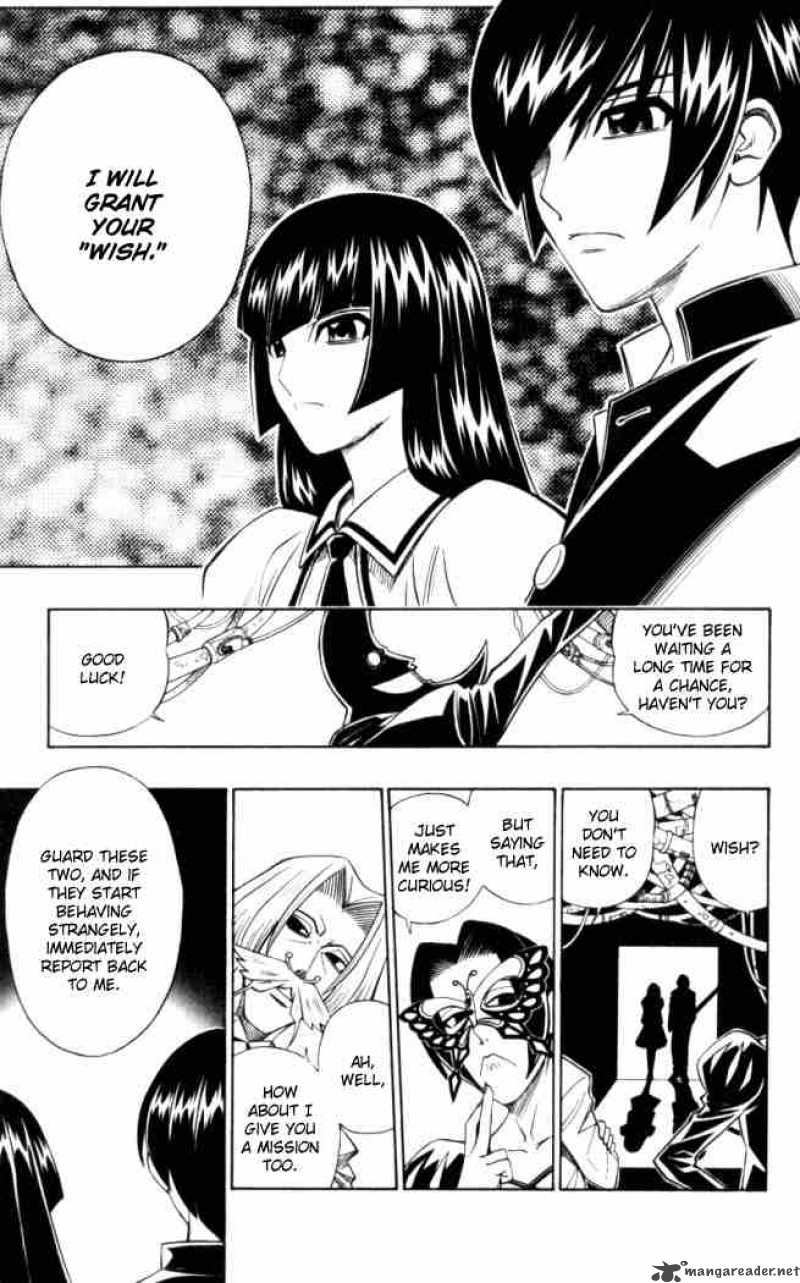 I WILL
GRANT
YOUR
"WISH."
YOU'VE BEEN
WAITING A
LONG TIME FOR
A CHANCE,
HAVEN'T YOU?
GOOD
LUCK!
WISH?
YOU
DON'T
NEED TO
KNOW.
BUT
SAYING
THAT,
JUST
MAKES
ME MORE
CURIOUS!
AH,
WELL,
HOW
ABOUT I
GIVE YOU
A MISSION
TOO.
GUARD THESE
TWO, AND IF
THEY START
BEHAVING
STRANGELY,
IMMEDIATELY
REPORT BACK
TO ME.
mangareader.net